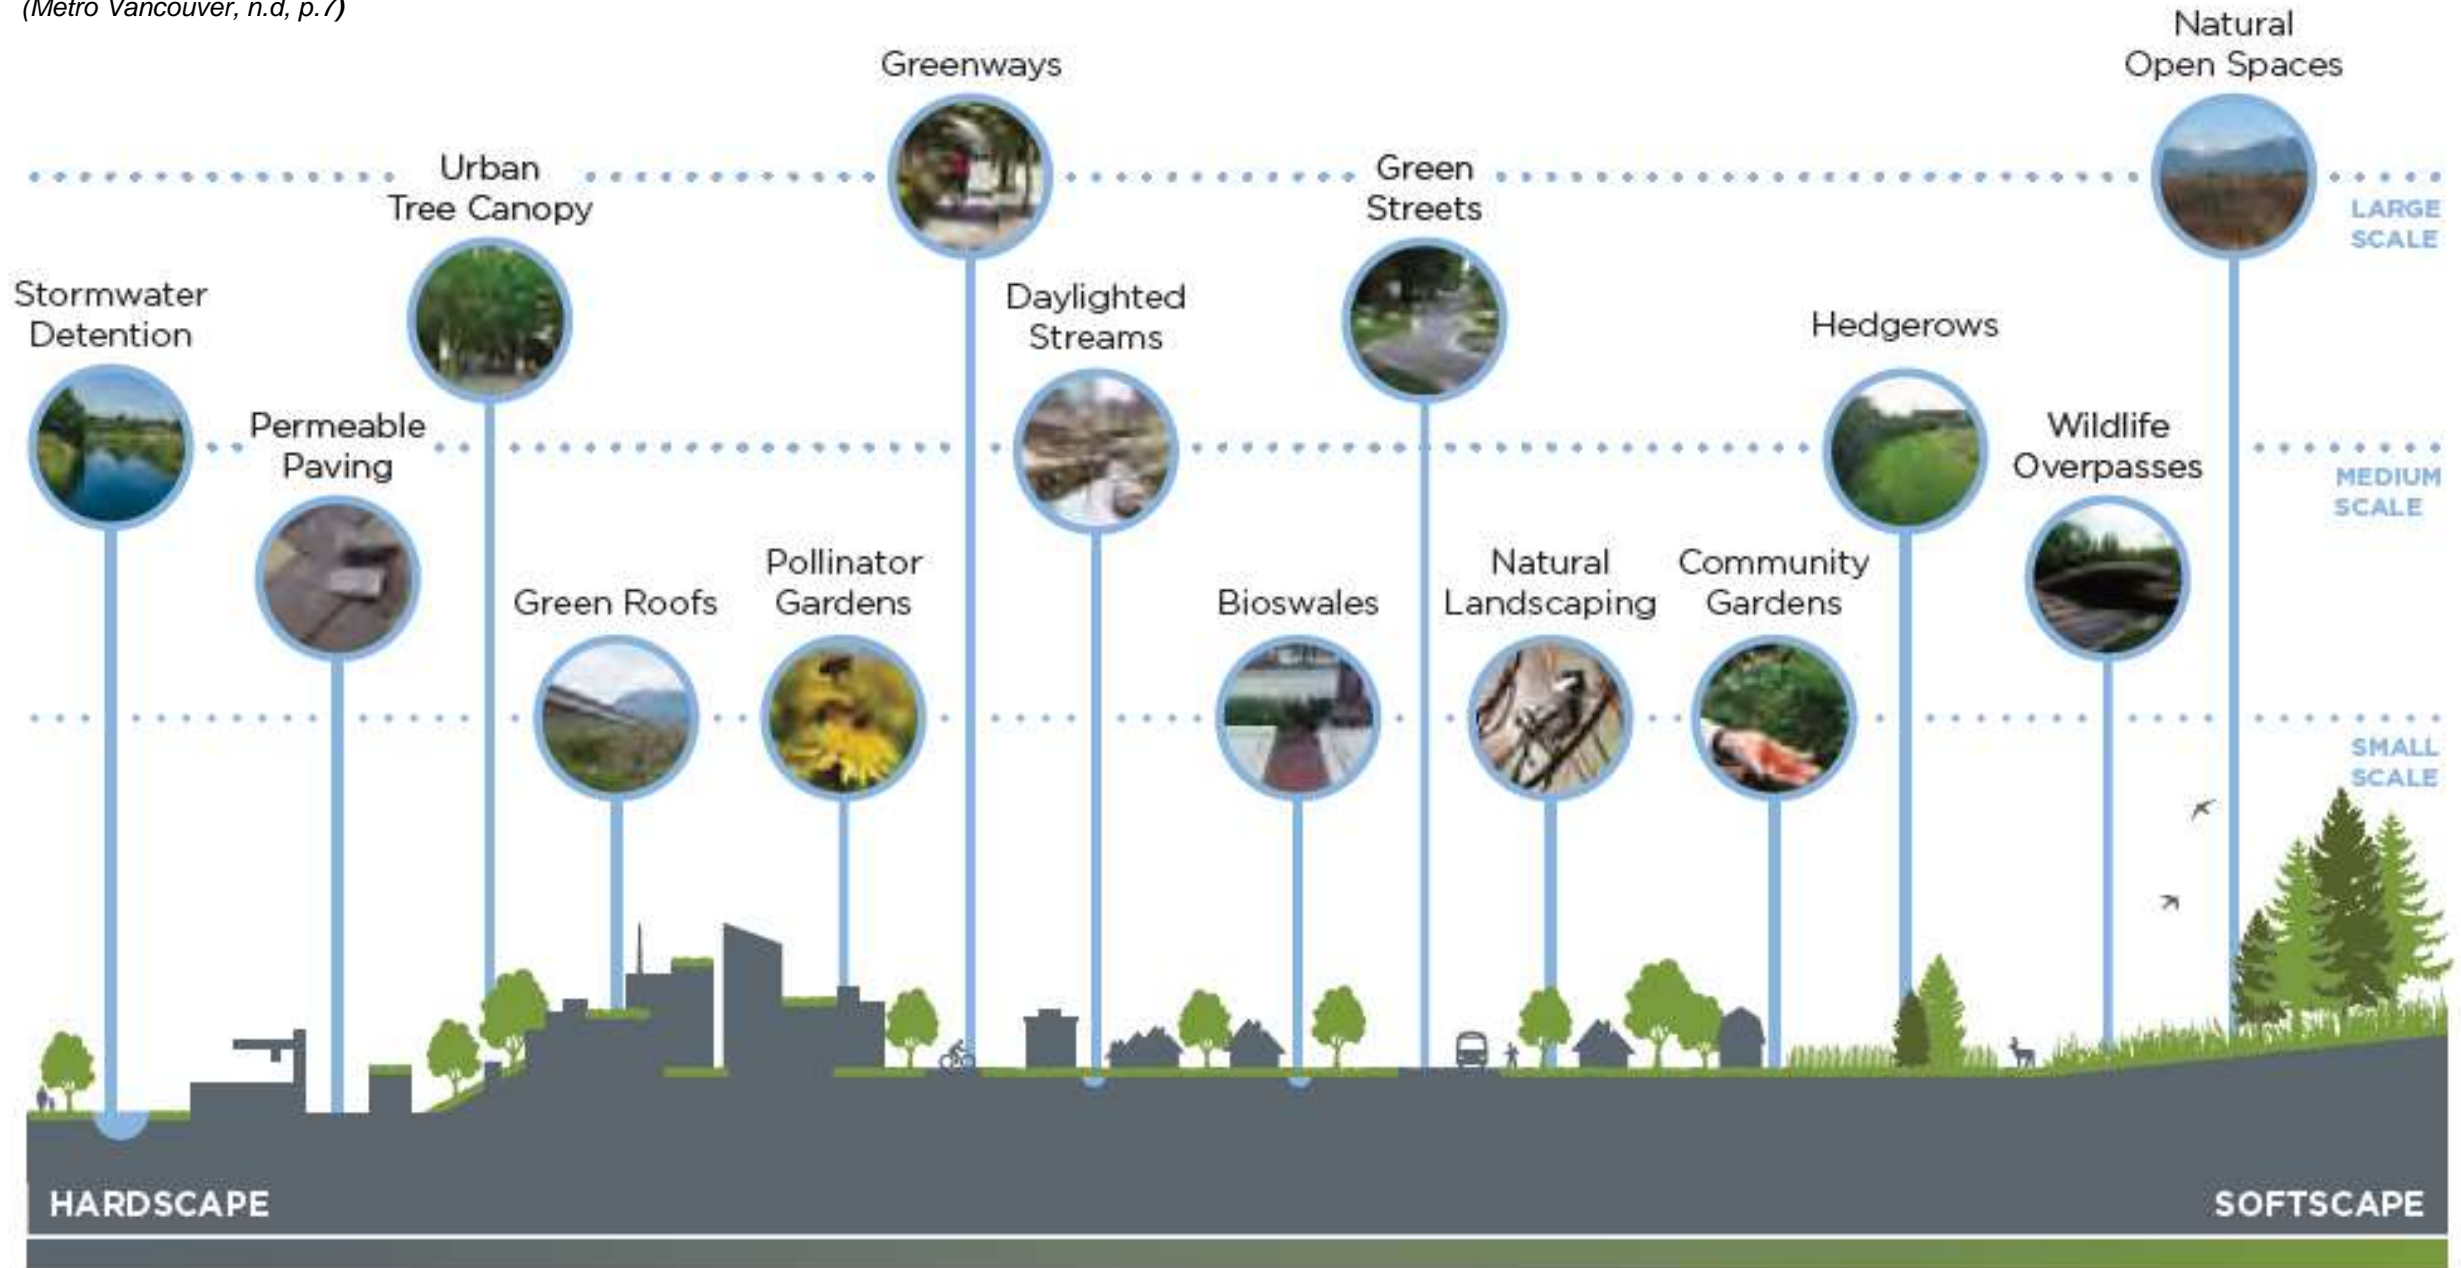 (Metro Vancouver, n.d, p.7)
Natural
Open Spaces
Greenways
Urban
Tree Canopy
Green
Streets
LARGE
SCALE
Stormwater
Detention
Daylighted
Streams
Hedgerows
Permeable
Paving
Wildlife
Overpasses
MEDIUM
SCALE
Green Roofs
Pollinator
Gardens
Bioswales
Natural
Landscaping
Community
Gardens
SMALL
SCALE
HARDSCAPE
SOFTSCAPE